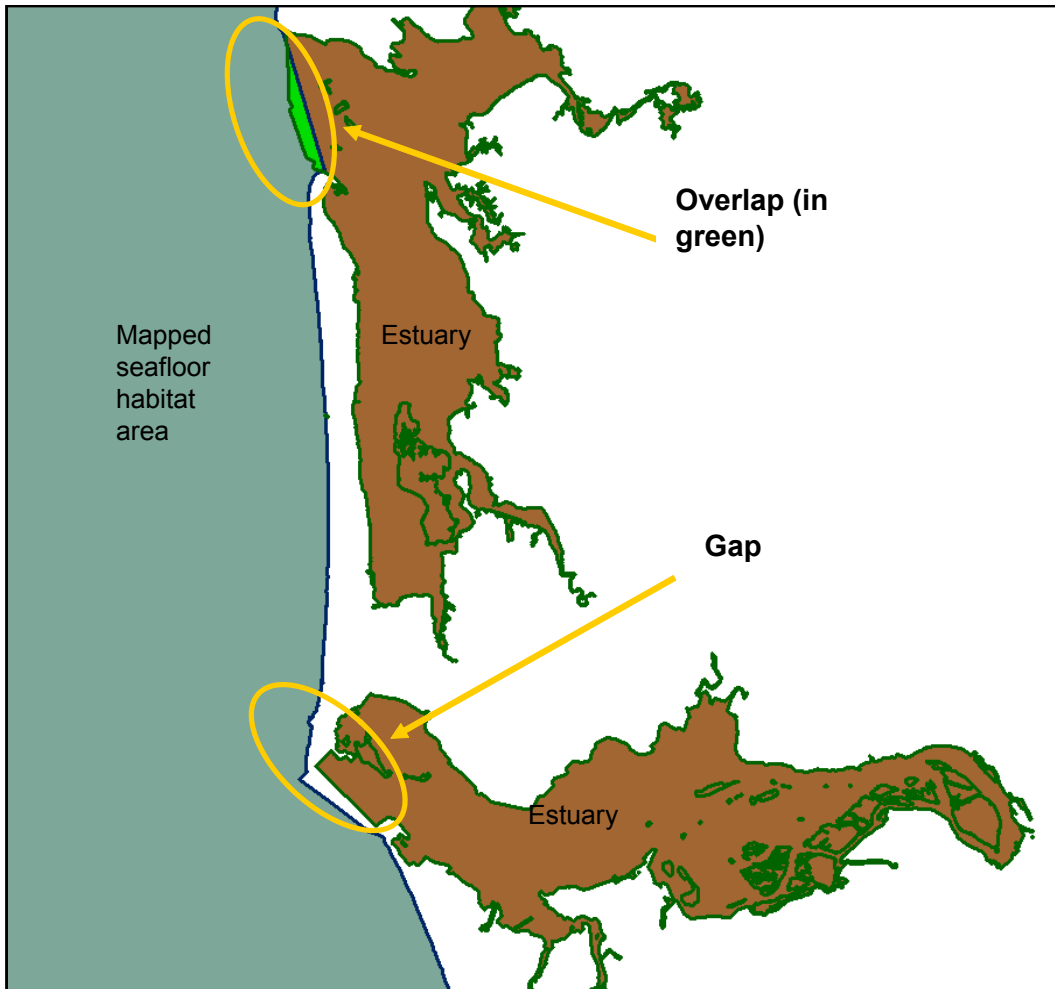 Overlap (in
green)
Mapped
seafloor
habitat
area
Estuary
Gap
Estuary